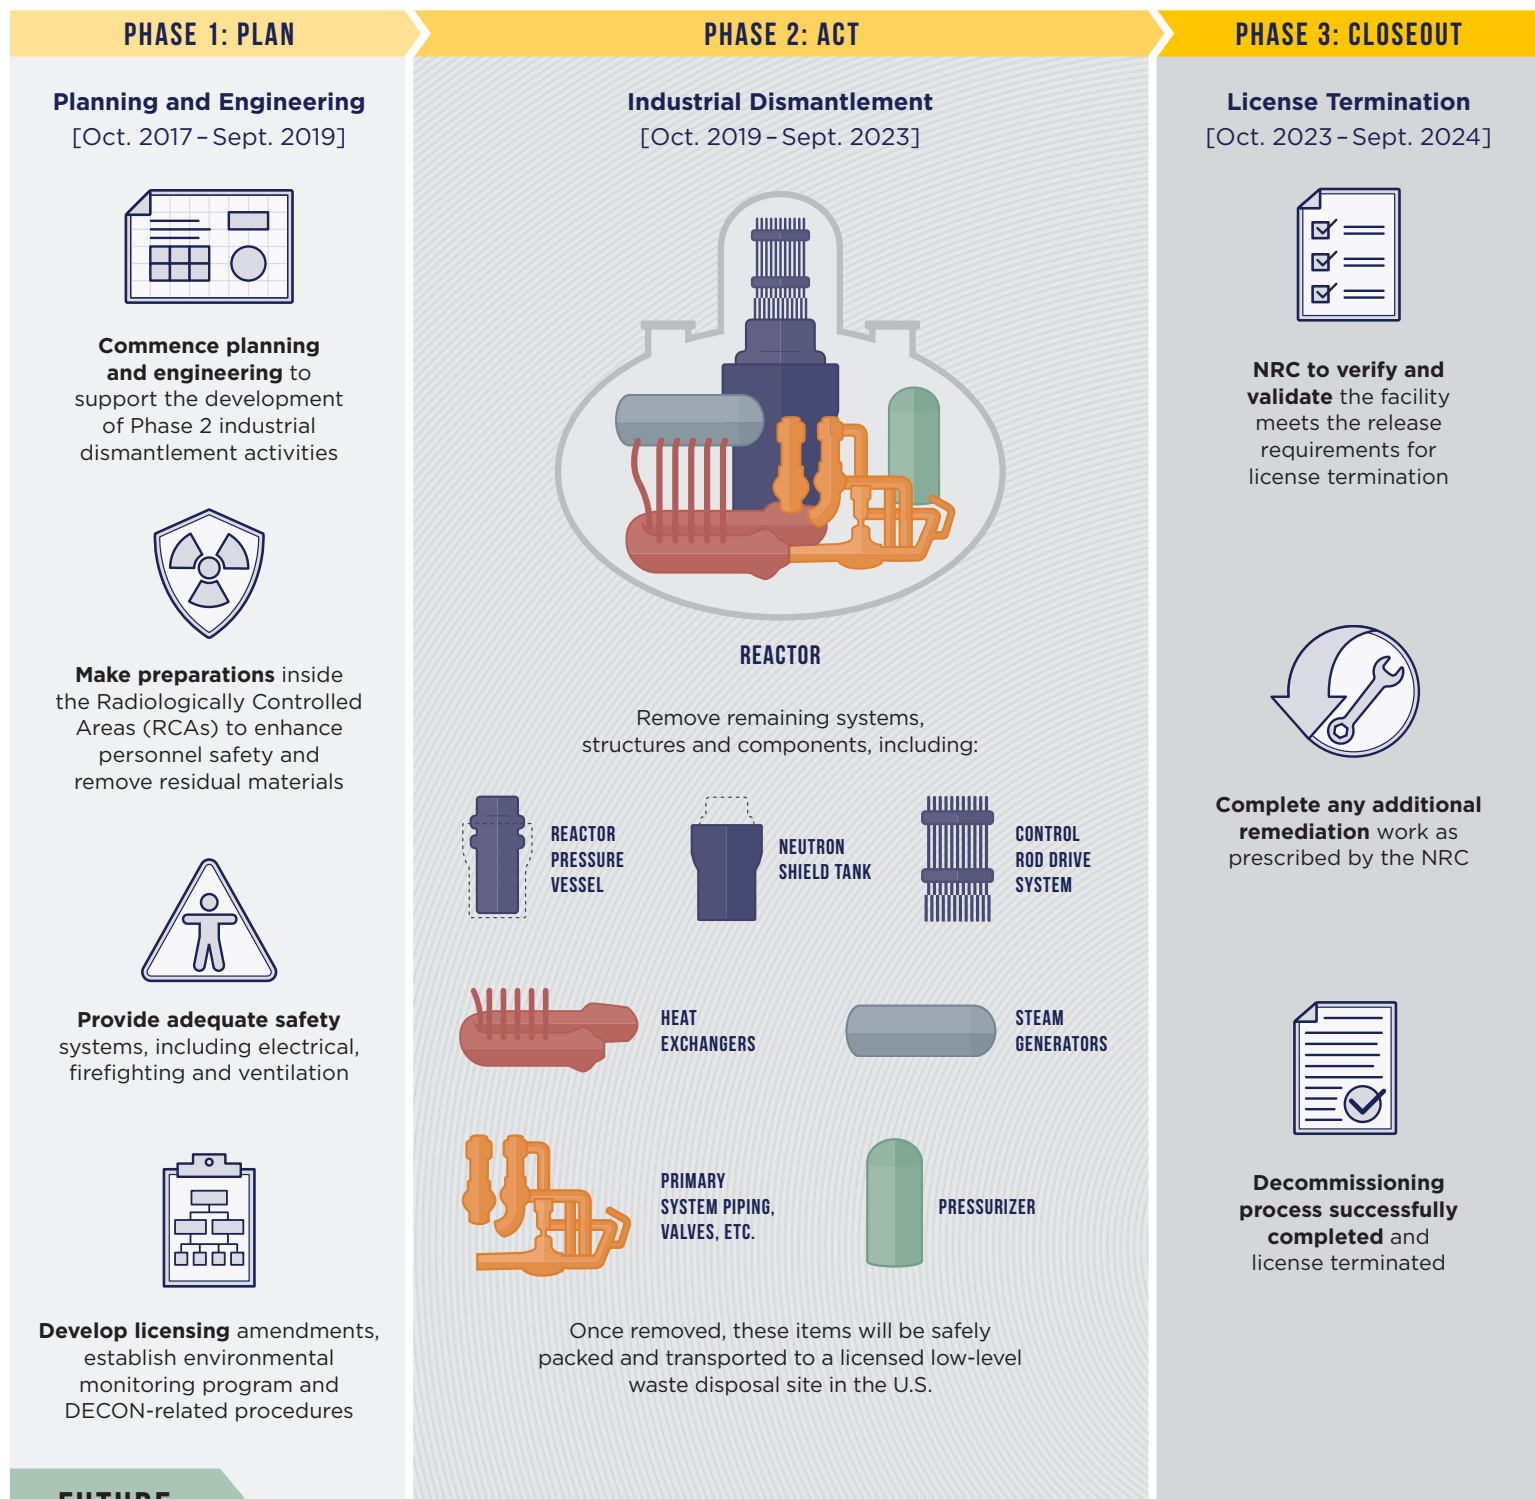 PHASE 1: PLAN
Planning and Engineering
[Oct. 2017 – Sept. 2019]
Commence planning
and engineering to
support the development
of Phase 2 industrial
dismantlement activities
Make preparations inside
the Radiologically Controlled
Areas (RCAs) to enhance
personnel safety and
remove residual materials
Provide adequate safety
systems, including electrical,
firefighting and ventilation
Develop licensing amendments,
establish environmental
monitoring program and
DECON-related procedures
PHASE 2: ACT
Industrial Dismantlement
[Oct. 2019 – Sept. 2023]
REACTOR
Remove remaining systems,
structures and components, including:
REACTOR
PRESSURE
VESSEL
NEUTRON
SHIELD TANK
CONTROL
ROD DRIVE
SYSTEM
HEAT
EXCHANGERS
STEAM
GENERATORS
PRIMARY
SYSTEM PIPING,
VALVES, ETC.
PRESSURIZER
Once removed, these items will be safely
packed and transported to a licensed low-level
waste disposal site in the U.S.
PHASE 3: CLOSEOUT
License Termination
[Oct. 2023 – Sept. 2024]
NRC to verify and
validate the facility
meets the release
requirements for
license termination
Complete any additional
remediation work as
prescribed by the NRC
Decommissioning
process successfully
completed and
license terminated
FUTURE